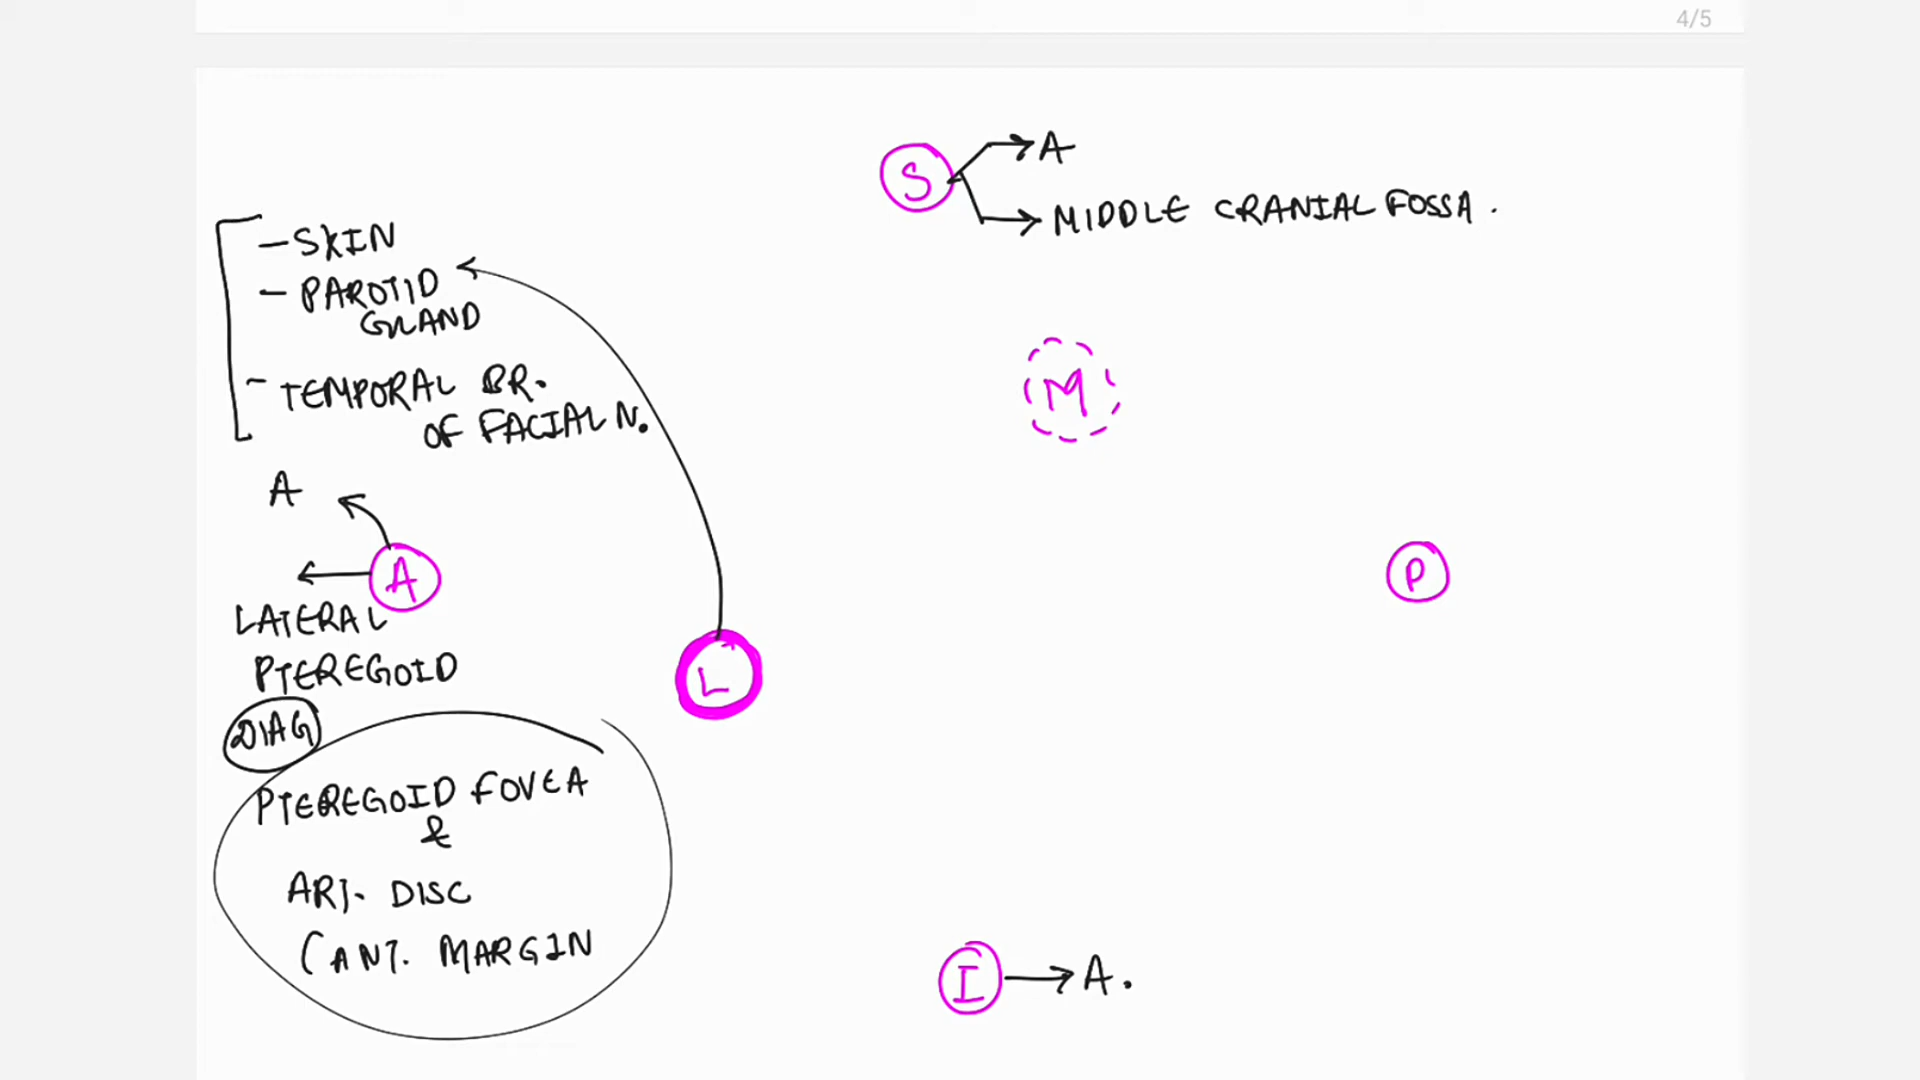 4/5
S
A
MIDDLE CRANIAL FOSSA.
- SKIN
- PAROTID
GLAND
- TEMPORAL BR.
OF FACIAL N.
M
A
A
P
LATERAL
PTEREGOID
L
DIAG
PTEREGOID FOVEA
&
ART. DISC
(ANT. MARGIN
I
A.